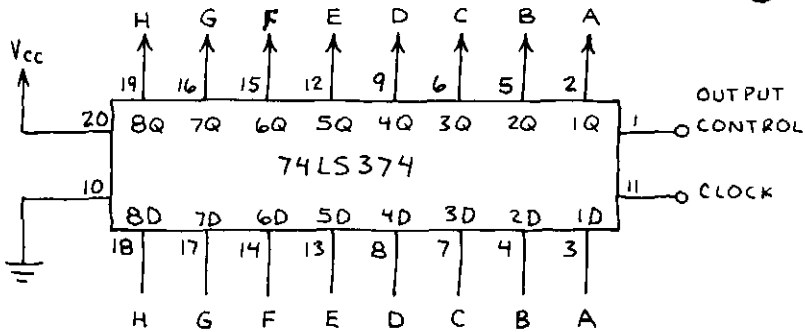 H G F E D C B A
Vcc
19 16 15 12 9 6 5 2
OUTPUT
20 8Q 7Q 6Q 5Q 4Q 3Q 2Q 1Q 1 CONTROL
74LS374
10 11 CLOCK
8D 7D 6D 5D 4D 3D 2D 1D
18 17 14 13 8 7 4 3
H G F E D C B A